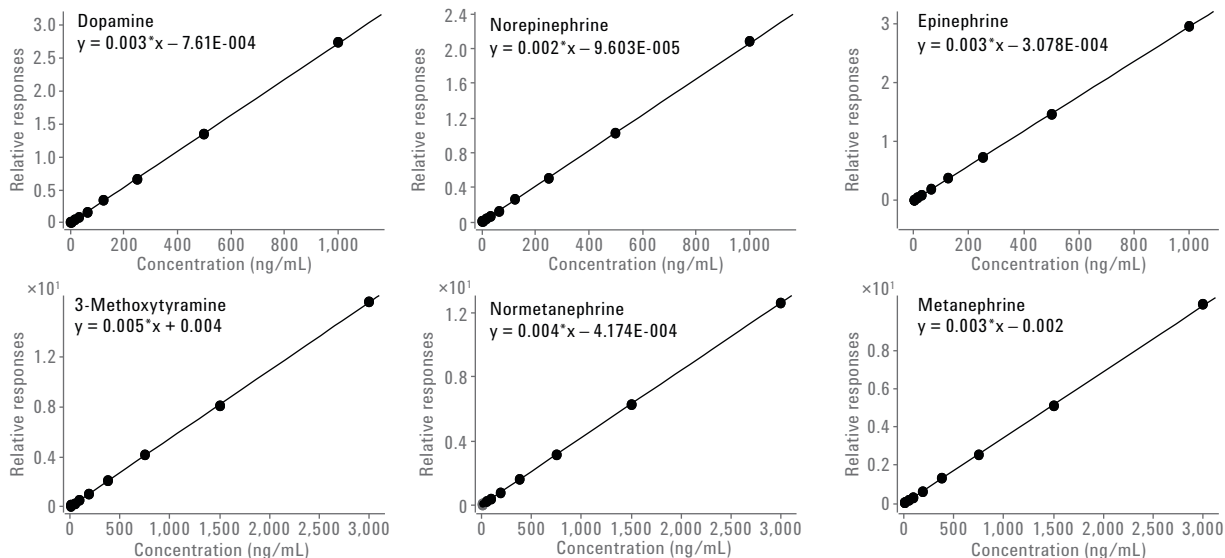 Dopamine
y = 0.003*x – 7.61E-004
3.0
2.5
2.0
1.5
1.0
0.5
0
Relative responses
0 200 400 600 800 1,000
Concentration (ng/mL)
Norepinephrine
y = 0.002*x – 9.603E-005
2.4
2.0
1.6
1.2
0.8
0.4
0
Relative responses
0 200 400 600 800 1,000
Concentration (ng/mL)
Epinephrine
y = 0.003*x – 3.078E-004
3
2
1
0
Relative responses
0 200 400 600 800 1,000
Concentration (ng/mL)
×10¹
3-Methoxytyramine
y = 0.005*x + 0.004
1.2
0.8
0.4
0
Relative responses
0 500 1,000 1,500 2,000 2,500 3,000
Concentration (ng/mL)
×10¹
Normetanephrine
y = 0.004*x – 4.174E-004
1.2
0.8
0.4
0
Relative responses
0 500 1,000 1,500 2,000 2,500 3,000
Concentration (ng/mL)
×10¹
Metanephrine
y = 0.003*x – 0.002
0.8
0.6
0.4
0.2
0
Relative responses
0 500 1,000 1,500 2,000 2,500 3,000
Concentration (ng/mL)